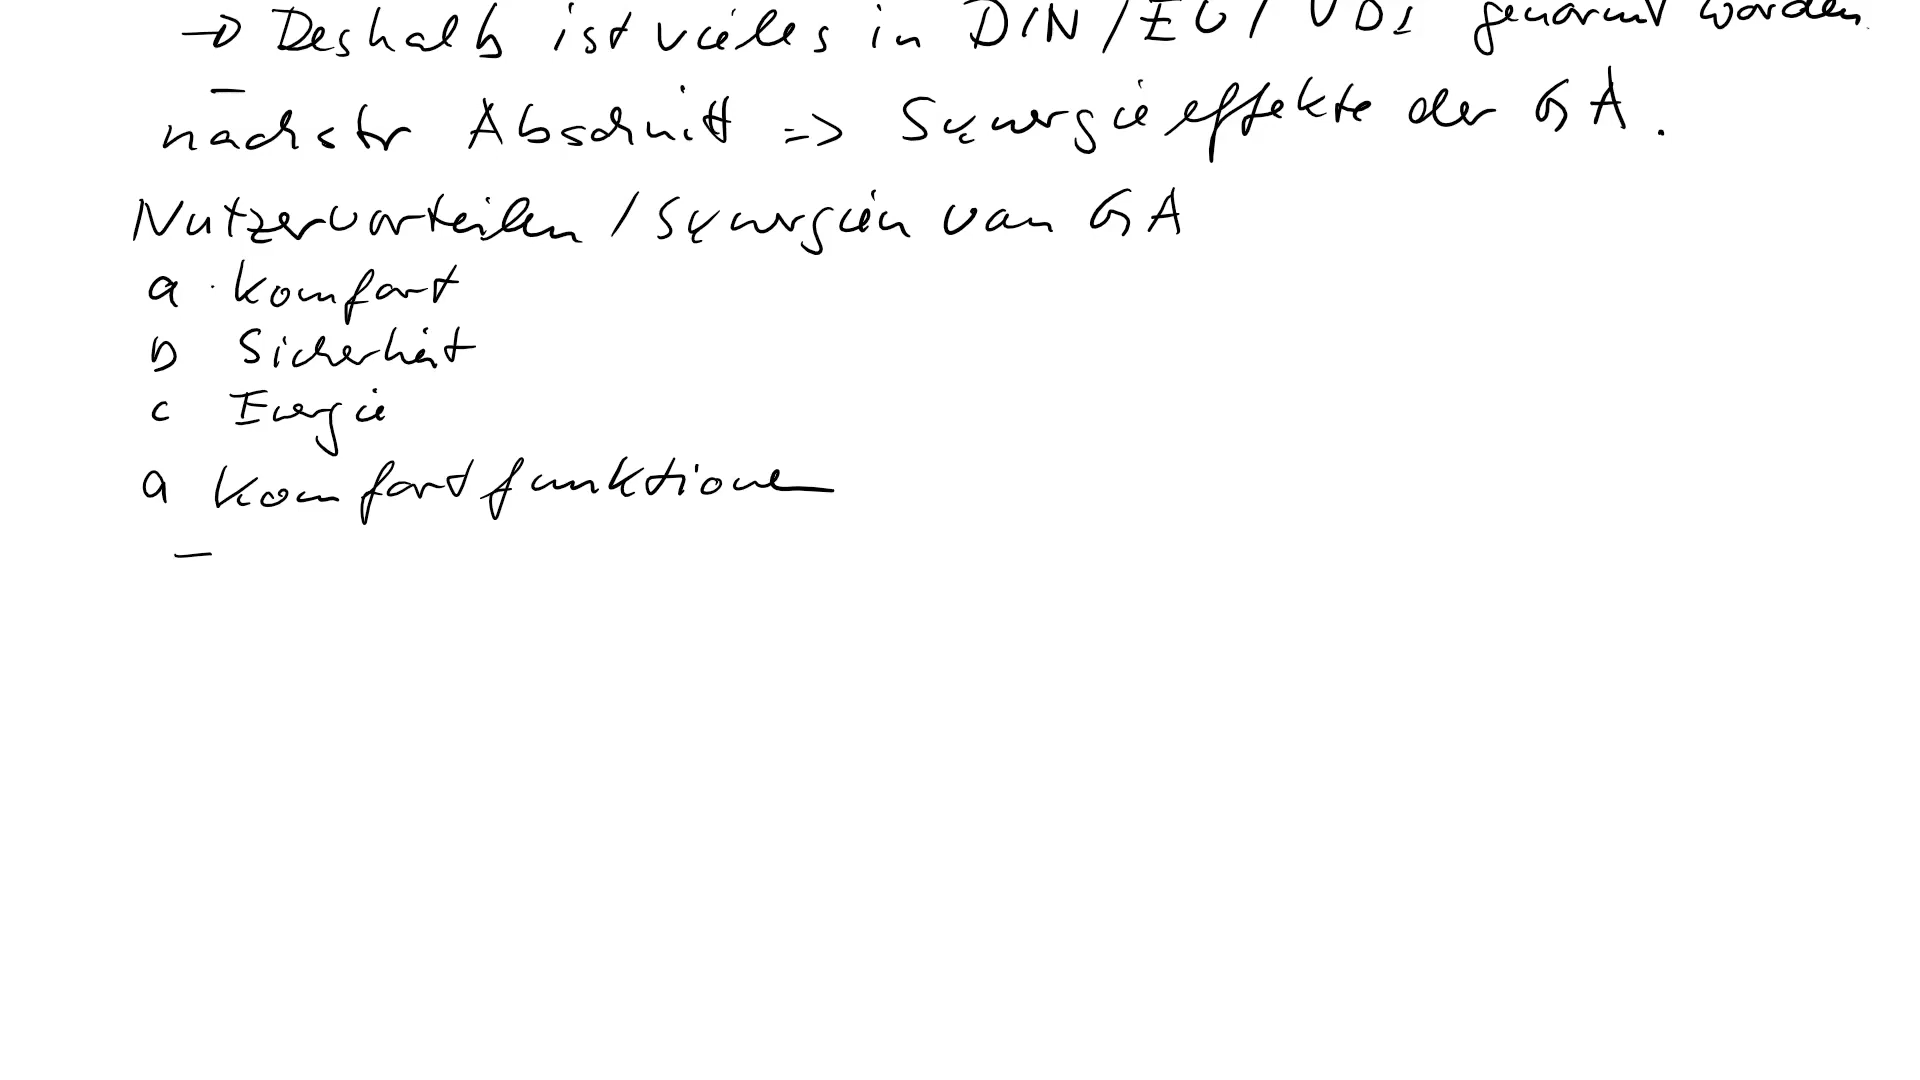 → Deshalb ist vieles in DIN/EU/VDI genormt worden.
nächster Abschnitt => Synergieeffekte der GA.
Nutzervorteilen / Synergien von GA
a. Komfort
b Sicherheit
c Energie
a Komfortfunktionen
–